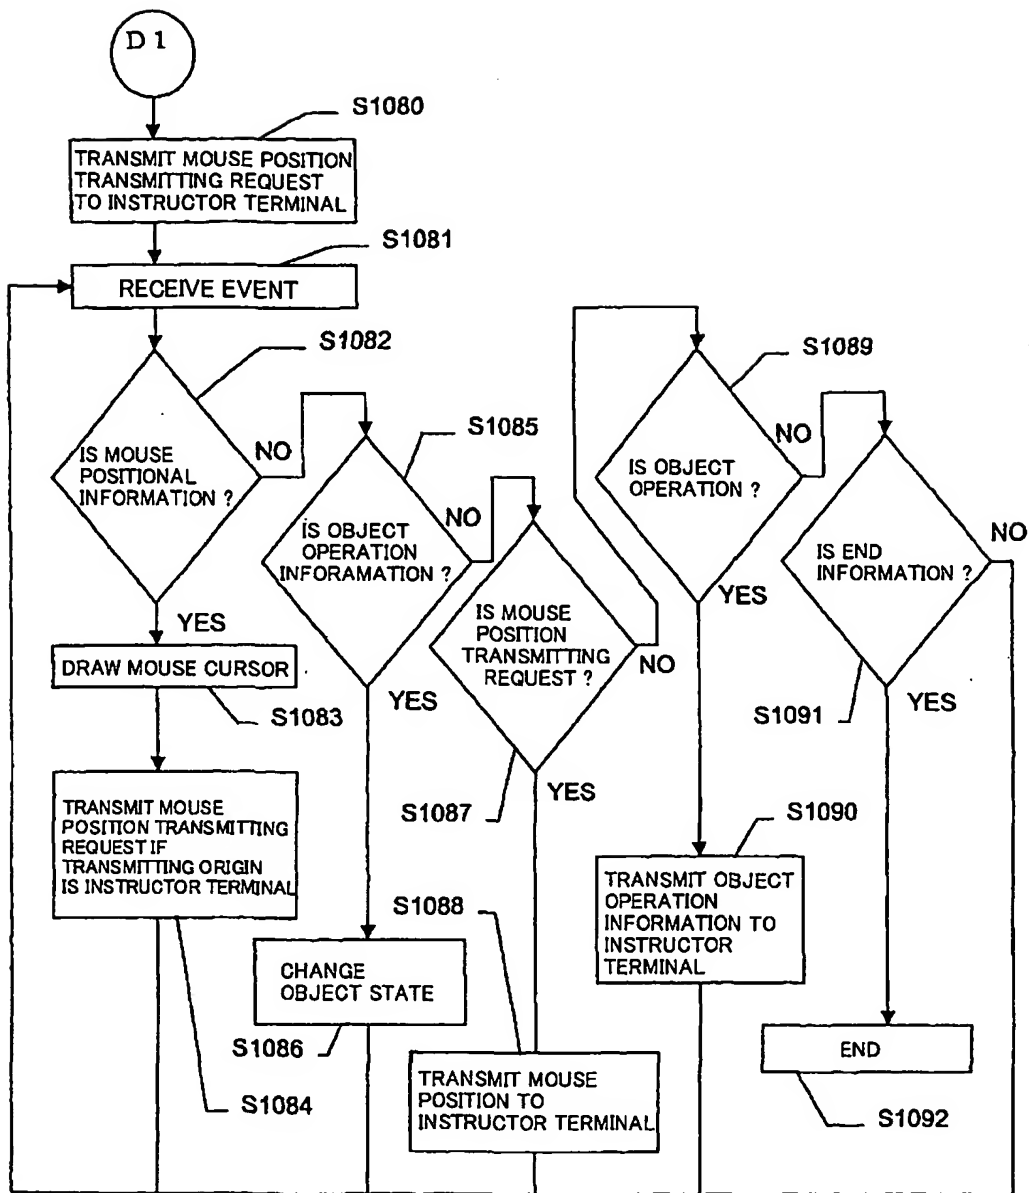 D 1
S1080
TRANSMIT MOUSE POSITION
TRANSMITTING REQUEST
TO INSTRUCTOR TERMINAL
S1081
RECEIVE EVENT
S1082
IS MOUSE
POSITIONAL
INFORMATION ?
NO
YES
DRAW MOUSE CURSOR
S1083
TRANSMIT MOUSE
POSITION TRANSMITTING
REQUEST IF
TRANSMITTING ORIGIN
IS INSTRUCTOR TERMINAL
S1084
S1085
IS OBJECT
OPERATION
INFORAMATION ?
NO
YES
CHANGE
OBJECT STATE
S1086
IS MOUSE
POSITION
TRANSMITTING
REQUEST ?
NO
S1087
YES
S1088
TRANSMIT MOUSE
POSITION TO
INSTRUCTOR TERMINAL
S1089
IS OBJECT
OPERATION ?
NO
YES
S1090
TRANSMIT OBJECT
OPERATION
INFORMATION TO
INSTRUCTOR
TERMINAL
IS END
INFORMATION ?
NO
S1091
YES
END
S1092